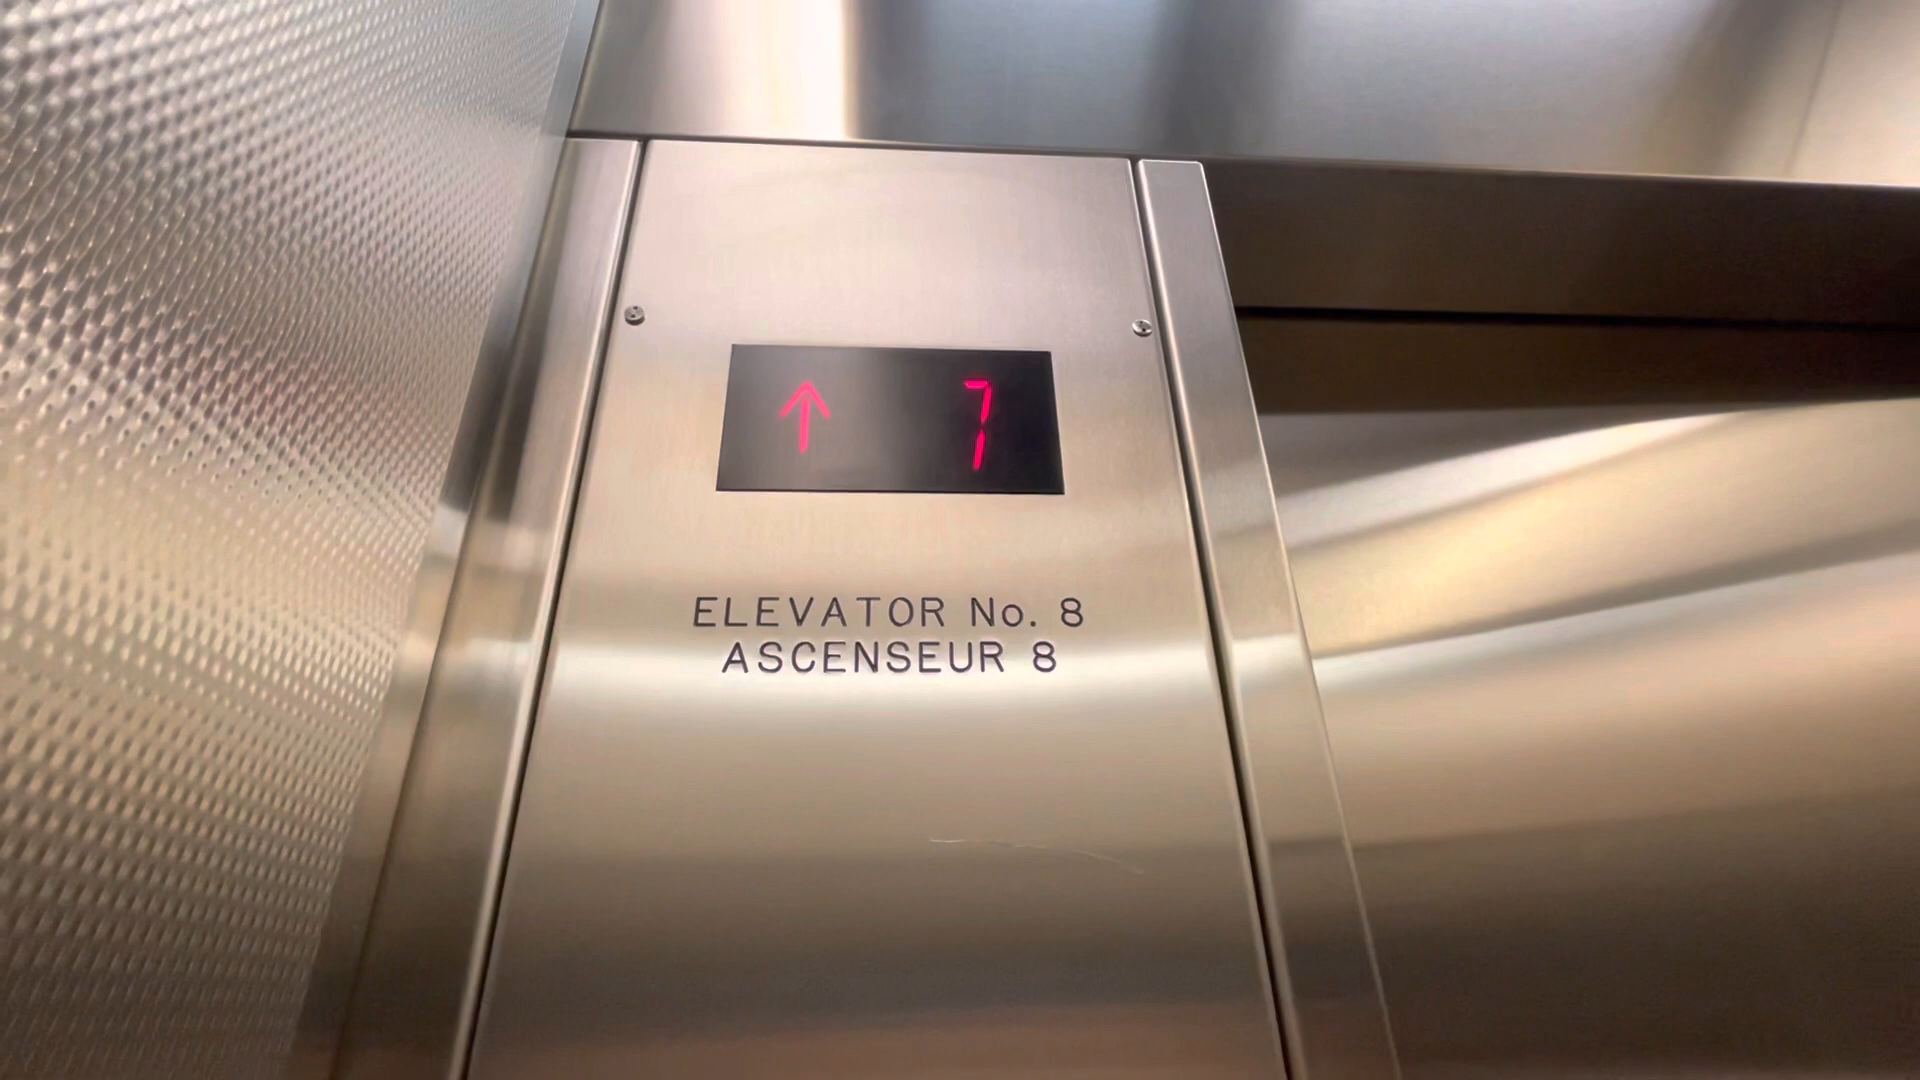 ↑ 7
ELEVATOR No. 8
ASCENSEUR 8